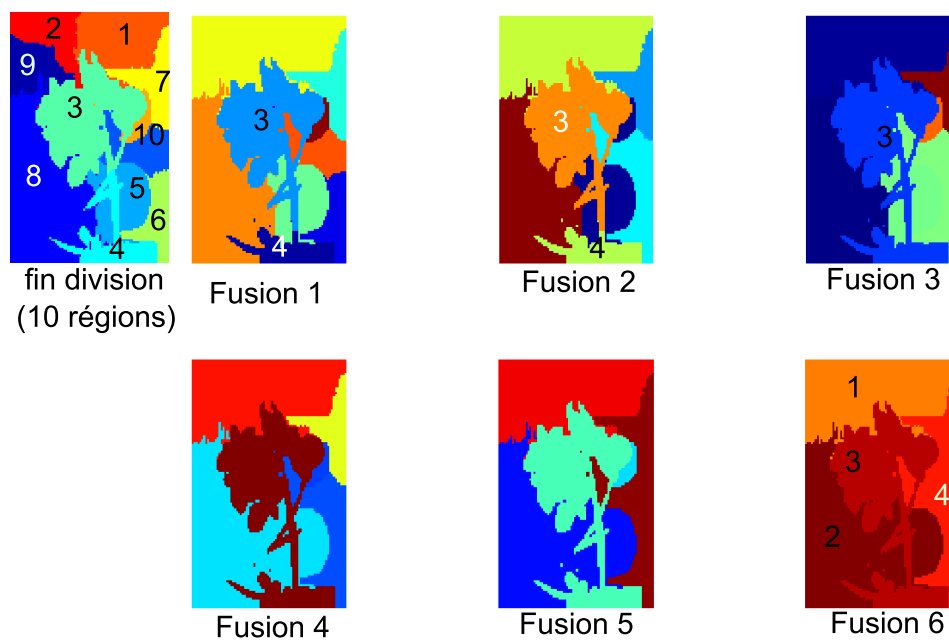 2 1
9 7
3
10
8 5
6
4
fin division
(10 régions)
3
4
Fusion 1
3
4
Fusion 2
3
Fusion 3
Fusion 4
Fusion 5
1
3
4
2
Fusion 6